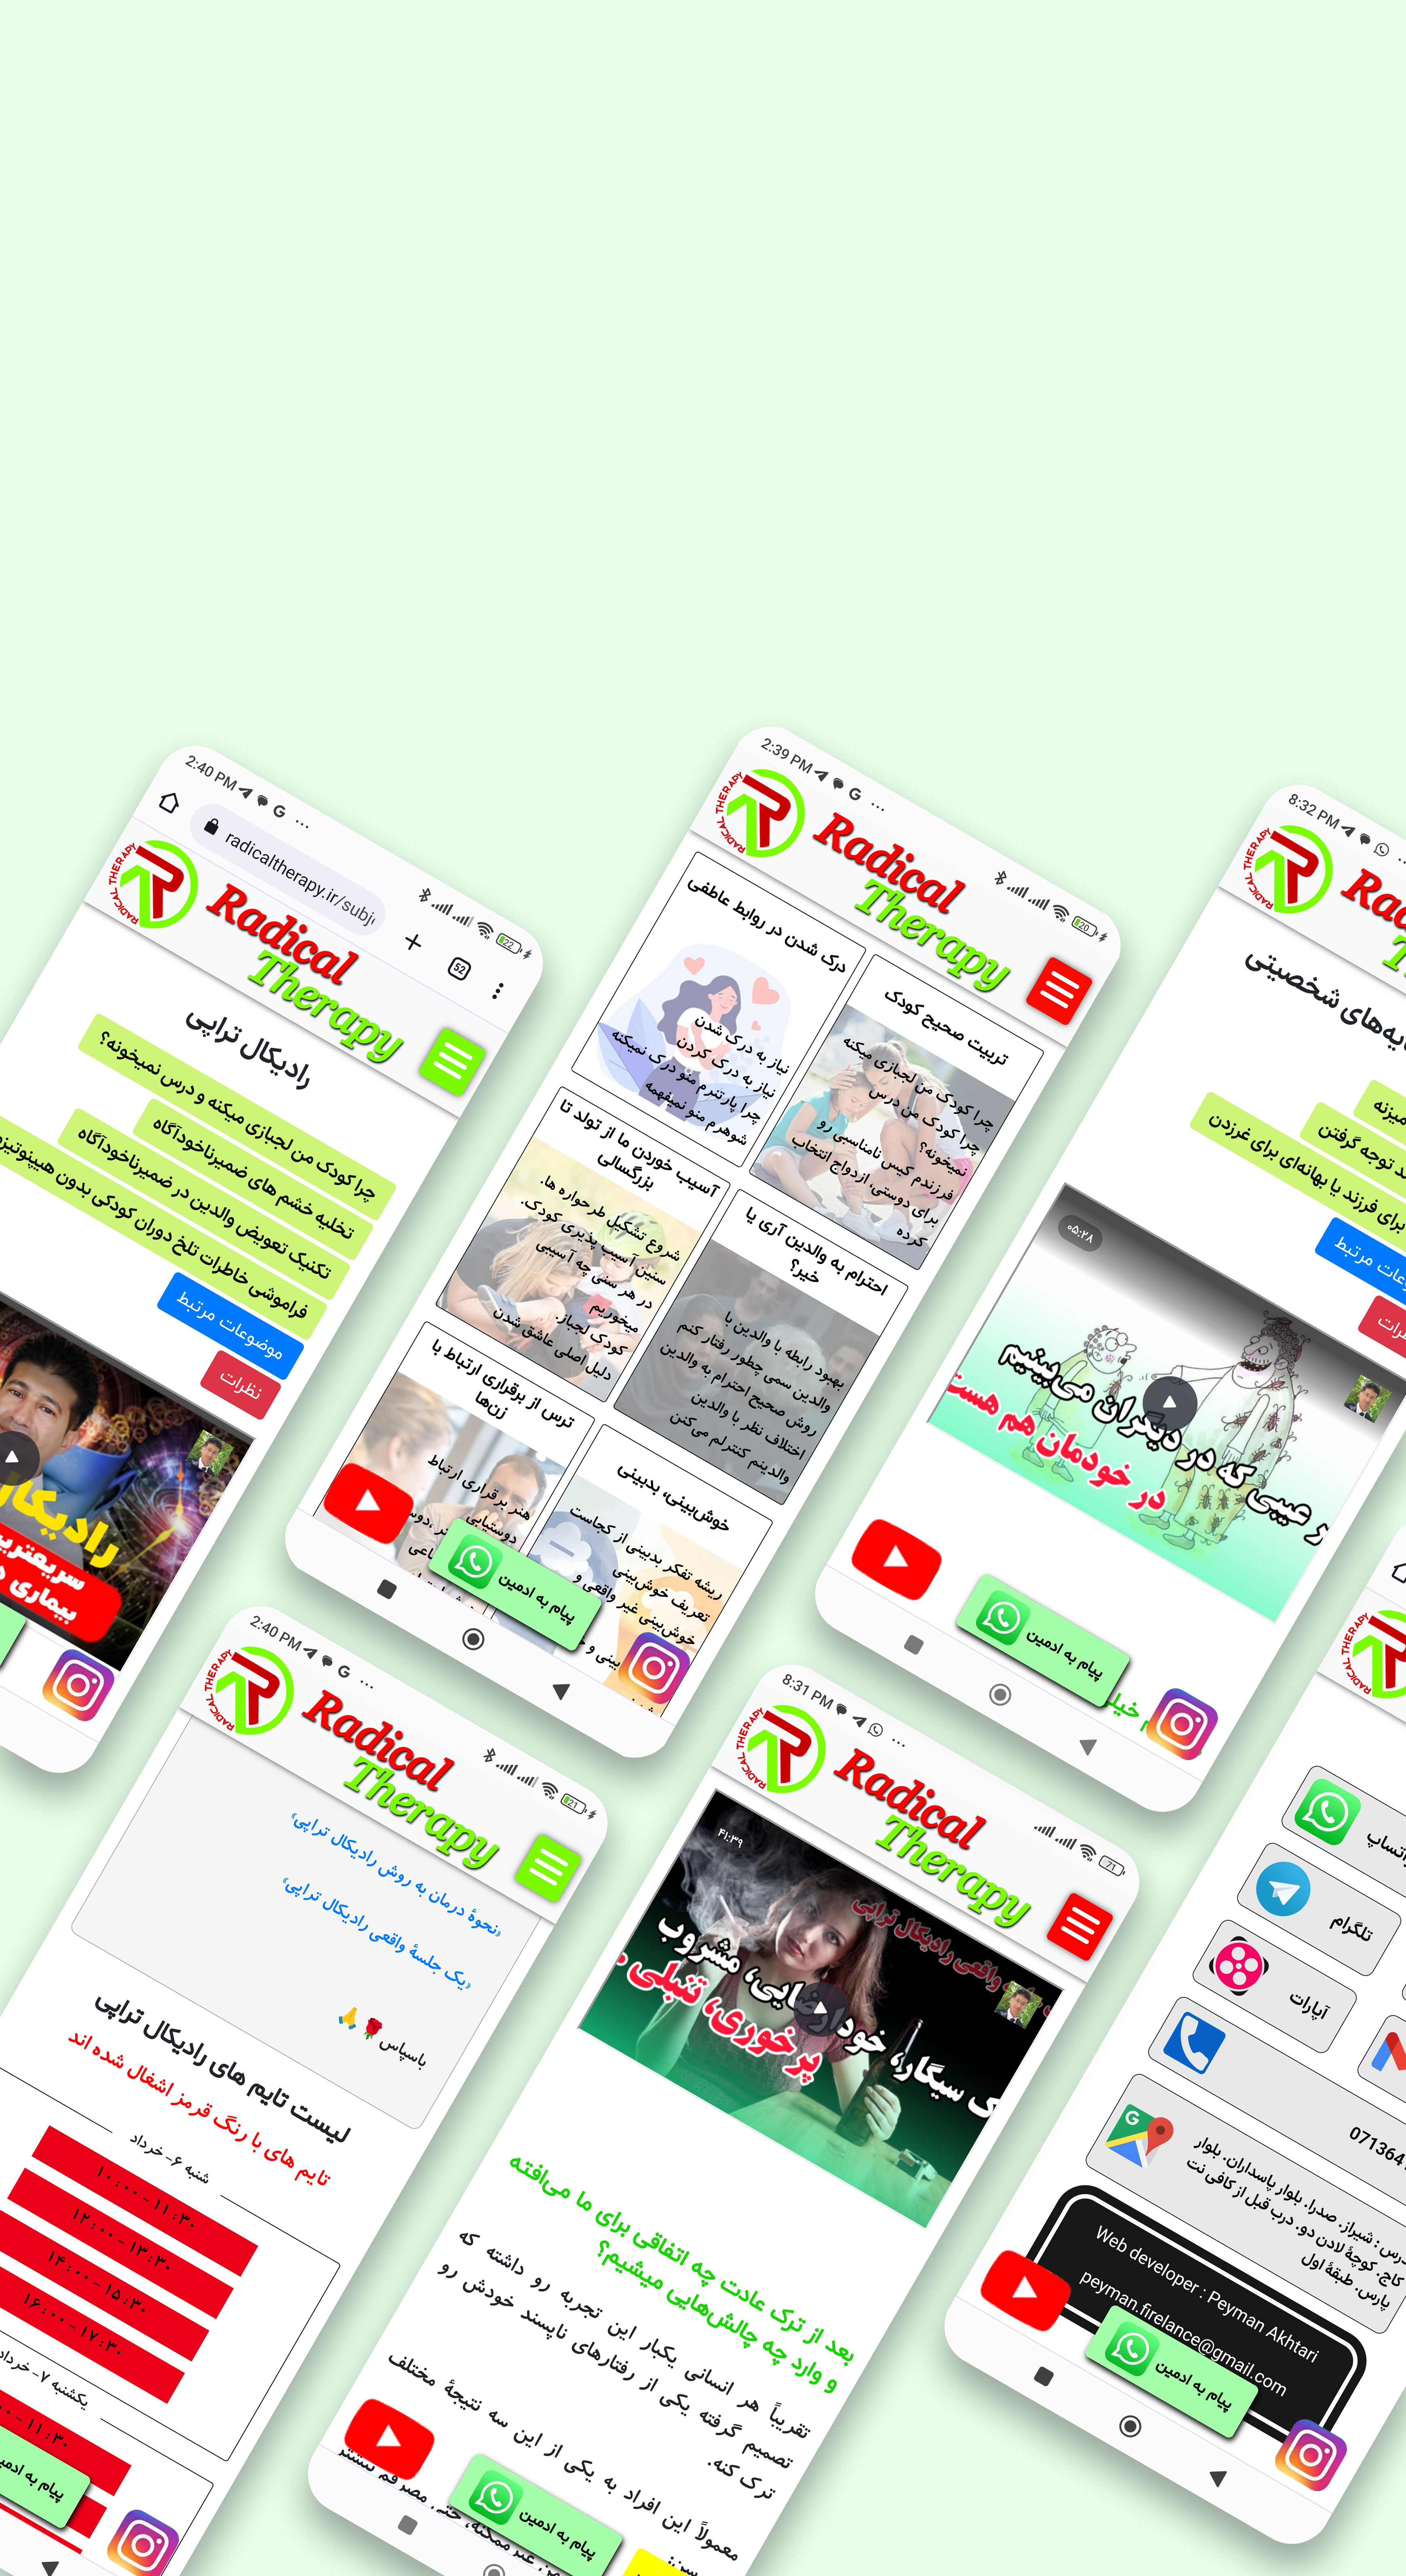 2:40 PM
radicaltherapy.ir/subj
52
22
RADICAL THERAPY
Radical
Therapy
رادیکال تراپی
چرا کودک من لجبازی میکنه و درس نمیخونه؟
تخلیه خشم های ضمیرناخودآگاه
تکنیک تعویض والدین در ضمیرناخودآگاه
فراموشی خاطرات تلخ دوران کودکی بدون هیپنوتیزم
موضوعات مرتبط
نظرات
2:39 PM
20
RADICAL THERAPY
Radical
Therapy
تربیت صحیح کودک
چرا کودک من لجبازی میکنه
چرا کودک من درس
نمیخونه؟
فرزندم کیس نامناسبی رو
برای دوستی، ازدواج انتخاب
کرده
درک شدن در روابط عاطفی
نیاز به درک شدن
نیاز به درک کردن
چرا پارتنرم منو درک نمیکنه
شوهرم منو نمیفهمه
احترام به والدین آری یا
خیر؟
بهبود رابطه با والدین با
والدین سمی چطور رفتار کنم
روش صحیح احترام به والدین
اختلاف نظر با والدین
والدینم کنترلم می‌کنن
آسیب خوردن ما از تولد تا
بزرگسالی
شروع تشکیل طرحواره ها.
سنین آسیب پذیری کودک.
در هر سنی چه آسیبی
میخوریم
کودک لجباز.
دلیل اصلی عاشق شدن
خوش‌بینی، بدبینی
ریشه تفکر بدبینی از کجاست
تعریف خوش‌بینی
خوش‌بینی غیر واقعی و
ترس از برقراری ارتباط با
زن‌ها
هنر برقراری ارتباط
دوستیابی
پیام به ادمین
8:32 PM
RADICAL THERAPY
یه‌های شخصیتی
میزنه
د توجه گرفتن
برای فرزند یا بهانه‌ای برای غرزدن
۰۵:۲۸
ر عیبی که در دیگران می‌بینیم
در خودمان هم هست
پیام به ادمین
2:40 PM
21
RADICAL THERAPY
Radical
Therapy
«نحوهٔ درمان به روش رادیکال تراپی»
«یک جلسهٔ واقعی رادیکال تراپی»
باسپاس🌹🙏
لیست تایم های رادیکال تراپی
تایم های با رنگ قرمز اشغال شده اند
شنبه ۶-خرداد
۱۰:۰۰ - ۱۱:۳۰
۱۲:۰۰ - ۱۳:۳۰
۱۴:۰۰ - ۱۵:۳۰
۱۶:۰۰ - ۱۷:۳۰
یکشنبه ۷-خرداد
۱۱:۳۰
پیام به ادمین
8:31 PM
71
RADICAL THERAPY
Radical
Therapy
۴۱:۳۹
واقعی رادیکال تراپی
ک سیگار، خودارضایی، مشروب
پرخوری، تنبلی
بعد از ترک عادت چه اتفاقی برای ما می‌افته
و وارد چه چالش‌هایی میشیم؟
تقریباً هر انسانی یکبار این تجربه رو داشته که
تصمیم گرفته یکی از رفتارهای ناپسند خودش رو
ترک کنه.
معمولاً این افراد به یکی از این سه نتیجهٔ مختلف
پیام به ادمین
تلگرام
آپارات
071364
درس : شیراز. صدرا. بلوار پاسداران. بلوار
کاج. کوچهٔ لادن دو. درب قبل از کافی نت
پارس. طبقهٔ اول
Web developer : Peyman Akhtari
peyman.firelance@gmail.com
پیام به ادمین
رادیکا
سریعتری
بیماری